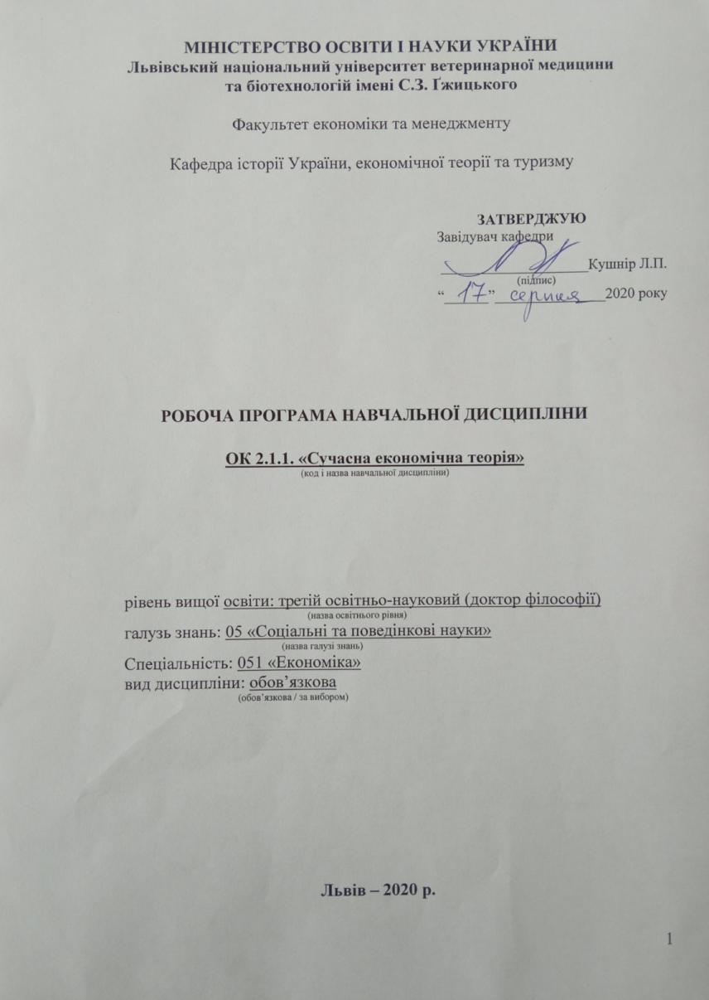 МІНІСТЕРСТВО ОСВІТИ І НАУКИ УКРАЇНИ
Львівський національний університет ветеринарної медицини
та біотехнологій імені С.З. Ґжицького
Факультет економіки та менеджменту
Кафедра історії України, економічної теорії та туризму
ЗАТВЕРДЖУЮ
Завідувач кафедри
____________________Кушнір Л.П.
(підпис)
“ 17 ” серпня 2020 року
РОБОЧА ПРОГРАМА НАВЧАЛЬНОЇ ДИСЦИПЛІНИ
ОК 2.1.1. «Сучасна економічна теорія»
(код і назва навчальної дисципліни)
рівень вищої освіти: третій освітньо-науковий (доктор філософії)
(назва освітнього рівня)
галузь знань: 05 «Соціальні та поведінкові науки»
(назва галузі знань)
Спеціальність: 051 «Економіка»
вид дисципліни: обов’язкова
(обов’язкова / за вибором)
Львів – 2020 р.
1